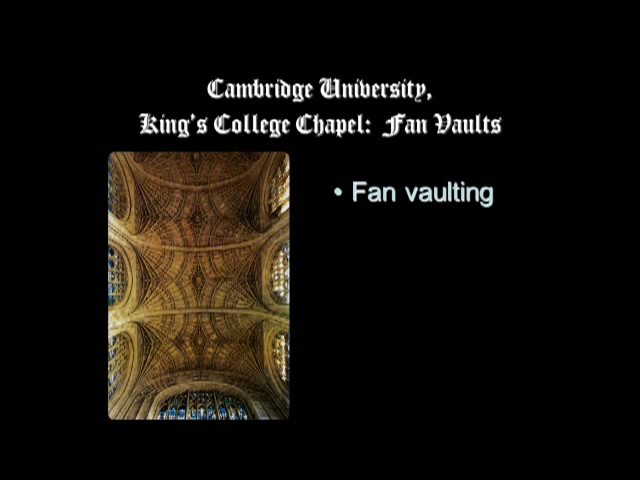 Cambridge University,
King's College Chapel: Fan Vaults
• Fan vaulting